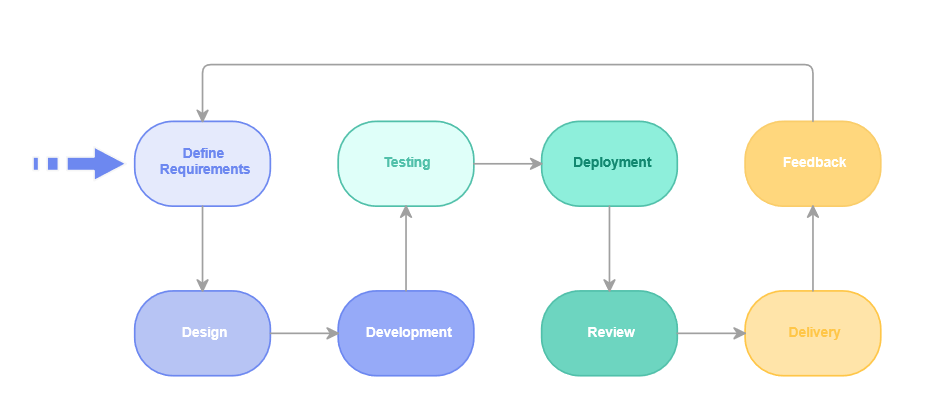 Define
Requirements
Testing
Deployment
Feedback
Design
Development
Review
Delivery